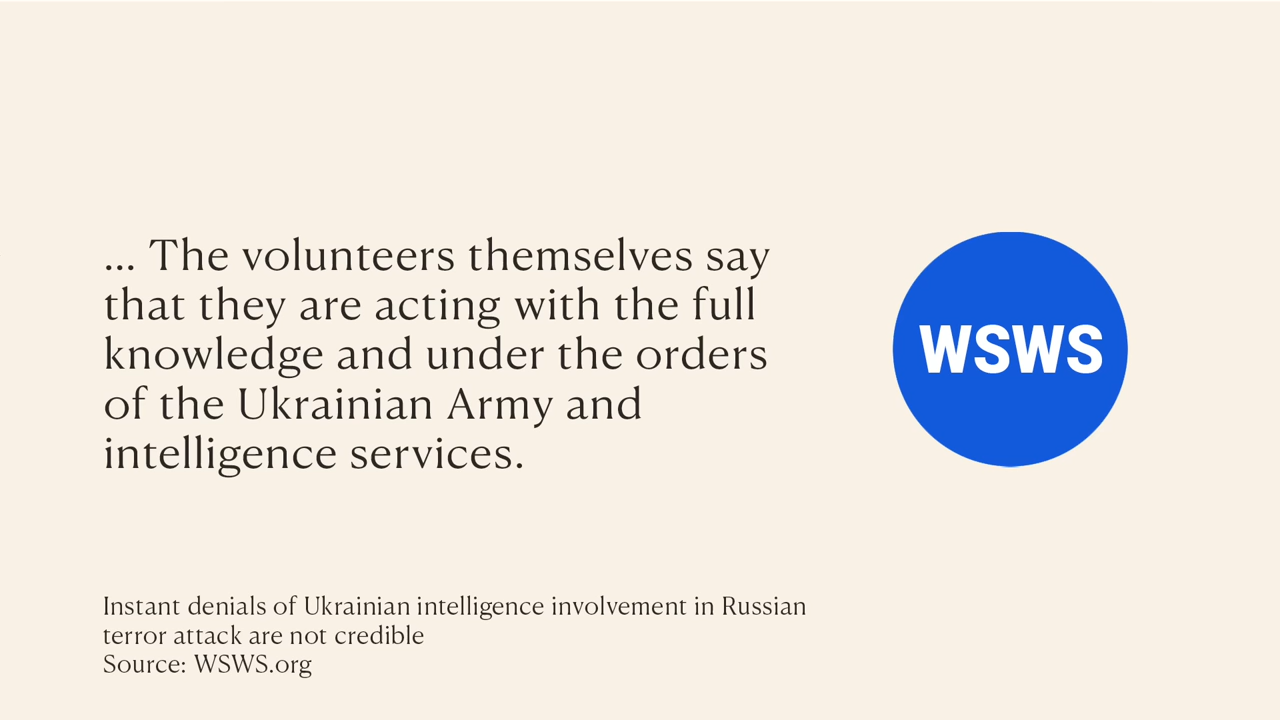 ... The volunteers themselves say
that they are acting with the full
knowledge and under the orders
of the Ukrainian Army and
intelligence services.
WSWS
Instant denials of Ukrainian intelligence involvement in Russian
terror attack are not credible
Source: WSWS.org